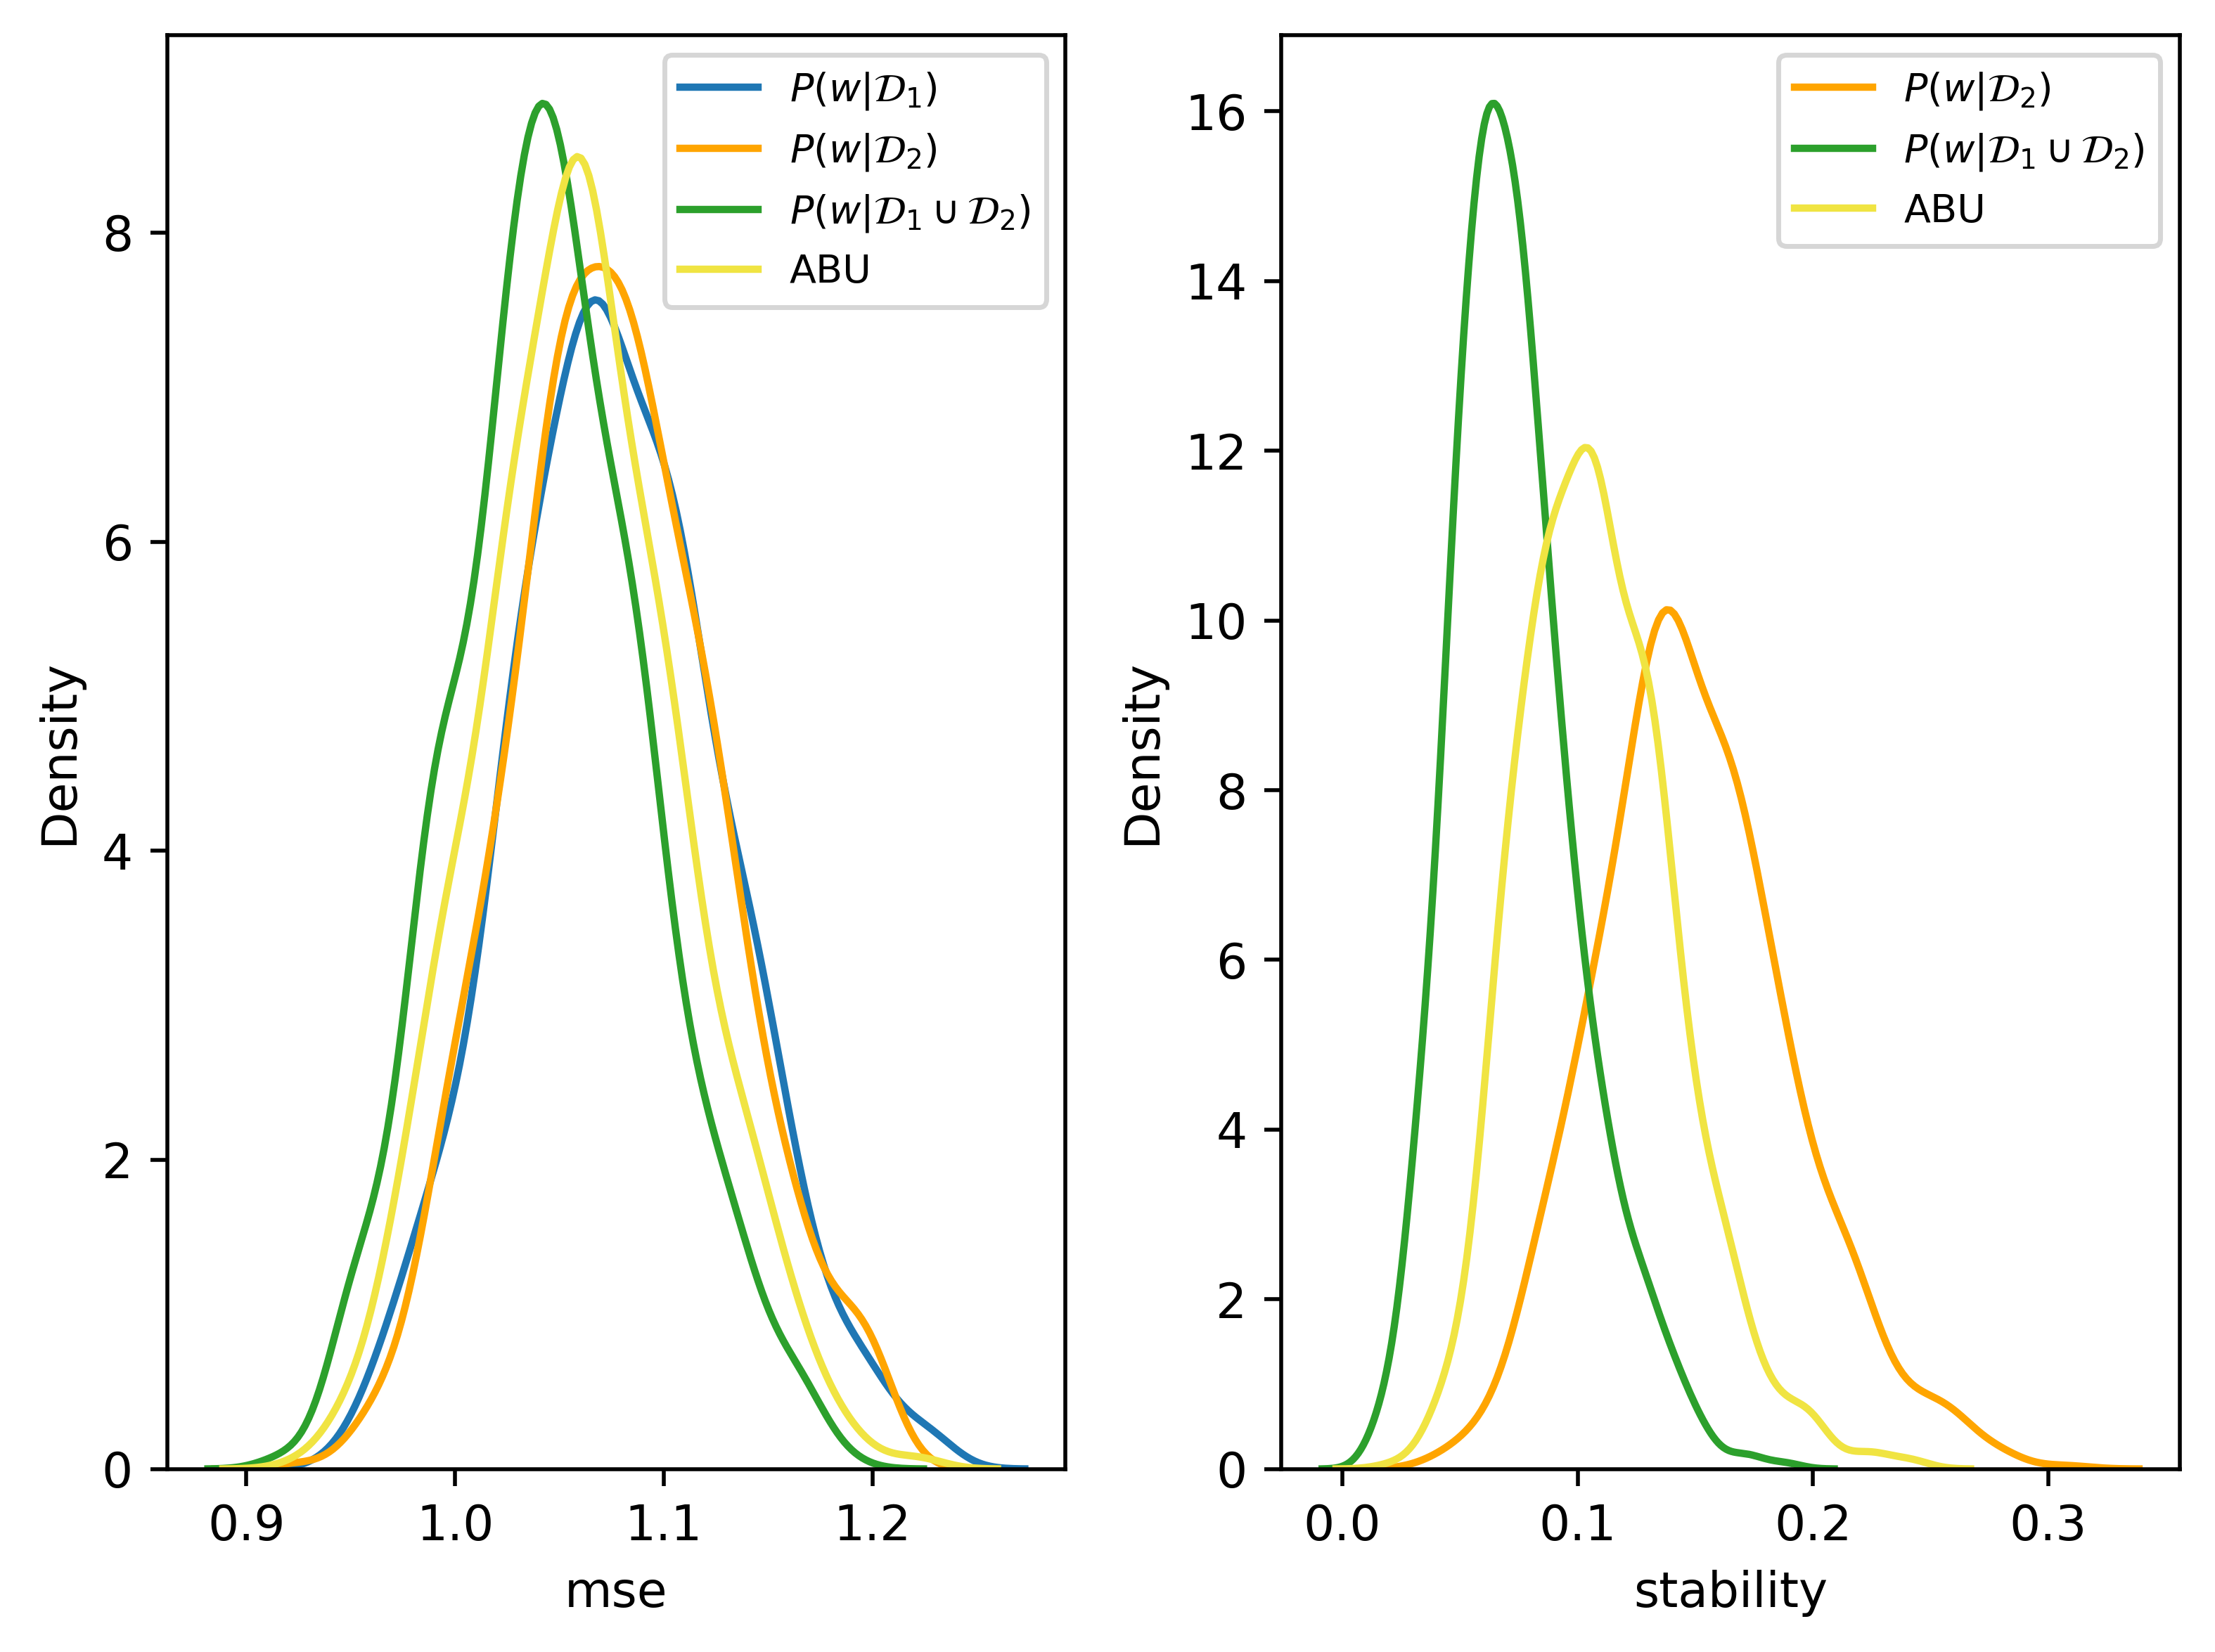 P(w|𝒟₁)
P(w|𝒟₂)
P(w|𝒟₁ ∪ 𝒟₂)
ABU
8
6
4
2
0
Density
0.9 1.0 1.1 1.2
mse
P(w|𝒟₂)
P(w|𝒟₁ ∪ 𝒟₂)
ABU
16
14
12
10
8
6
4
2
0
Density
0.0 0.1 0.2 0.3
stability